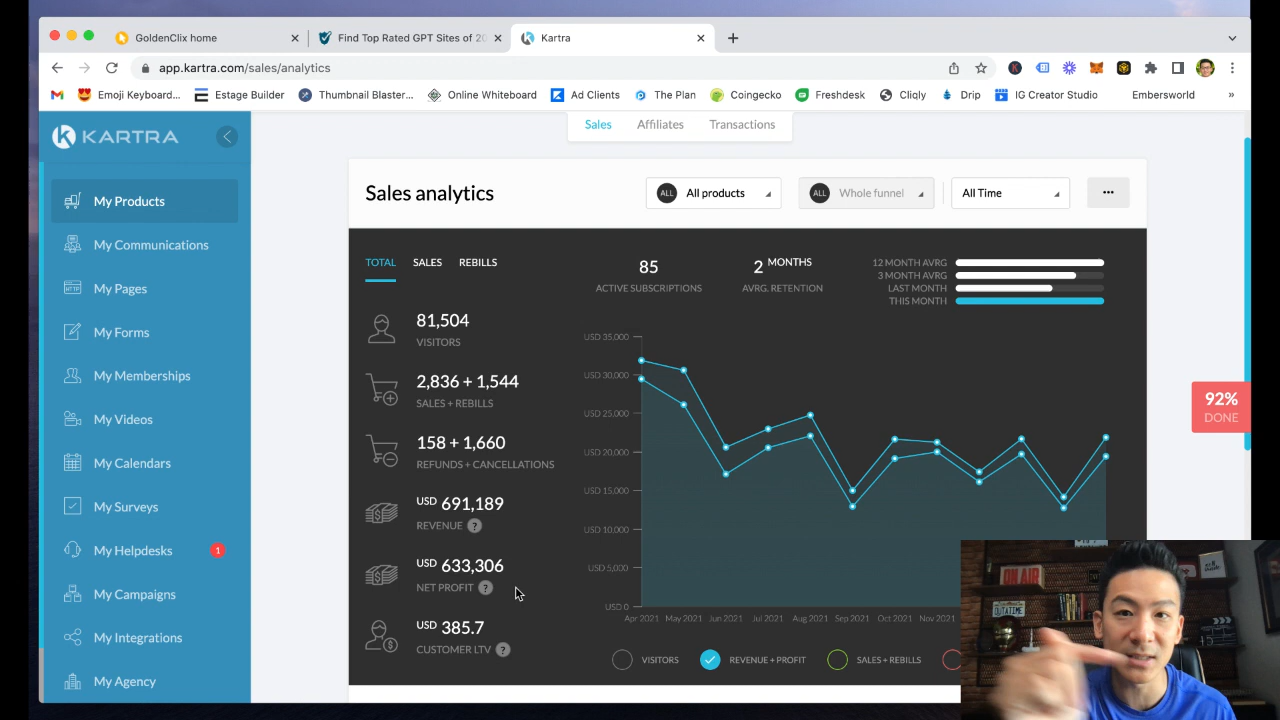 GoldenClix home
Find Top Rated GPT Sites of 20
Kartra
app.kartra.com/sales/analytics
Emoji Keyboard...
Estage Builder
Thumbnail Blaster...
Online Whiteboard
Ad Clients
The Plan
Coingecko
Freshdesk
Cliqly
Drip
IG Creator Studio
Embersworld
»
KARTRA
My Products
My Communications
My Pages
My Forms
My Memberships
My Videos
My Calendars
My Surveys
My Helpdesks
1
My Campaigns
My Integrations
My Agency
Sales
Affiliates
Transactions
Sales analytics
ALL All products
ALL Whole funnel
All Time
TOTAL
SALES
REBILLS
81,504
VISITORS
2,836 + 1,544
SALES + REBILLS
158 + 1,660
REFUNDS + CANCELLATIONS
USD 691,189
REVENUE ?
USD 633,306
NET PROFIT ?
USD 385.7
CUSTOMER LTV ?
85
ACTIVE SUBSCRIPTIONS
2 MONTHS
AVRG. RETENTION
12 MONTH AVRG
3 MONTH AVRG
LAST MONTH
THIS MONTH
USD 35,000
USD 30,000
USD 25,000
USD 20,000
USD 15,000
USD 10,000
USD 5,000
USD 0
Apr 2021
May 2021
Jun 2021
Jul 2021
Aug 2021
Sep 2021
Oct 2021
Nov 2021
VISITORS
REVENUE + PROFIT
SALES + REBILLS
92%
DONE
ON AIR